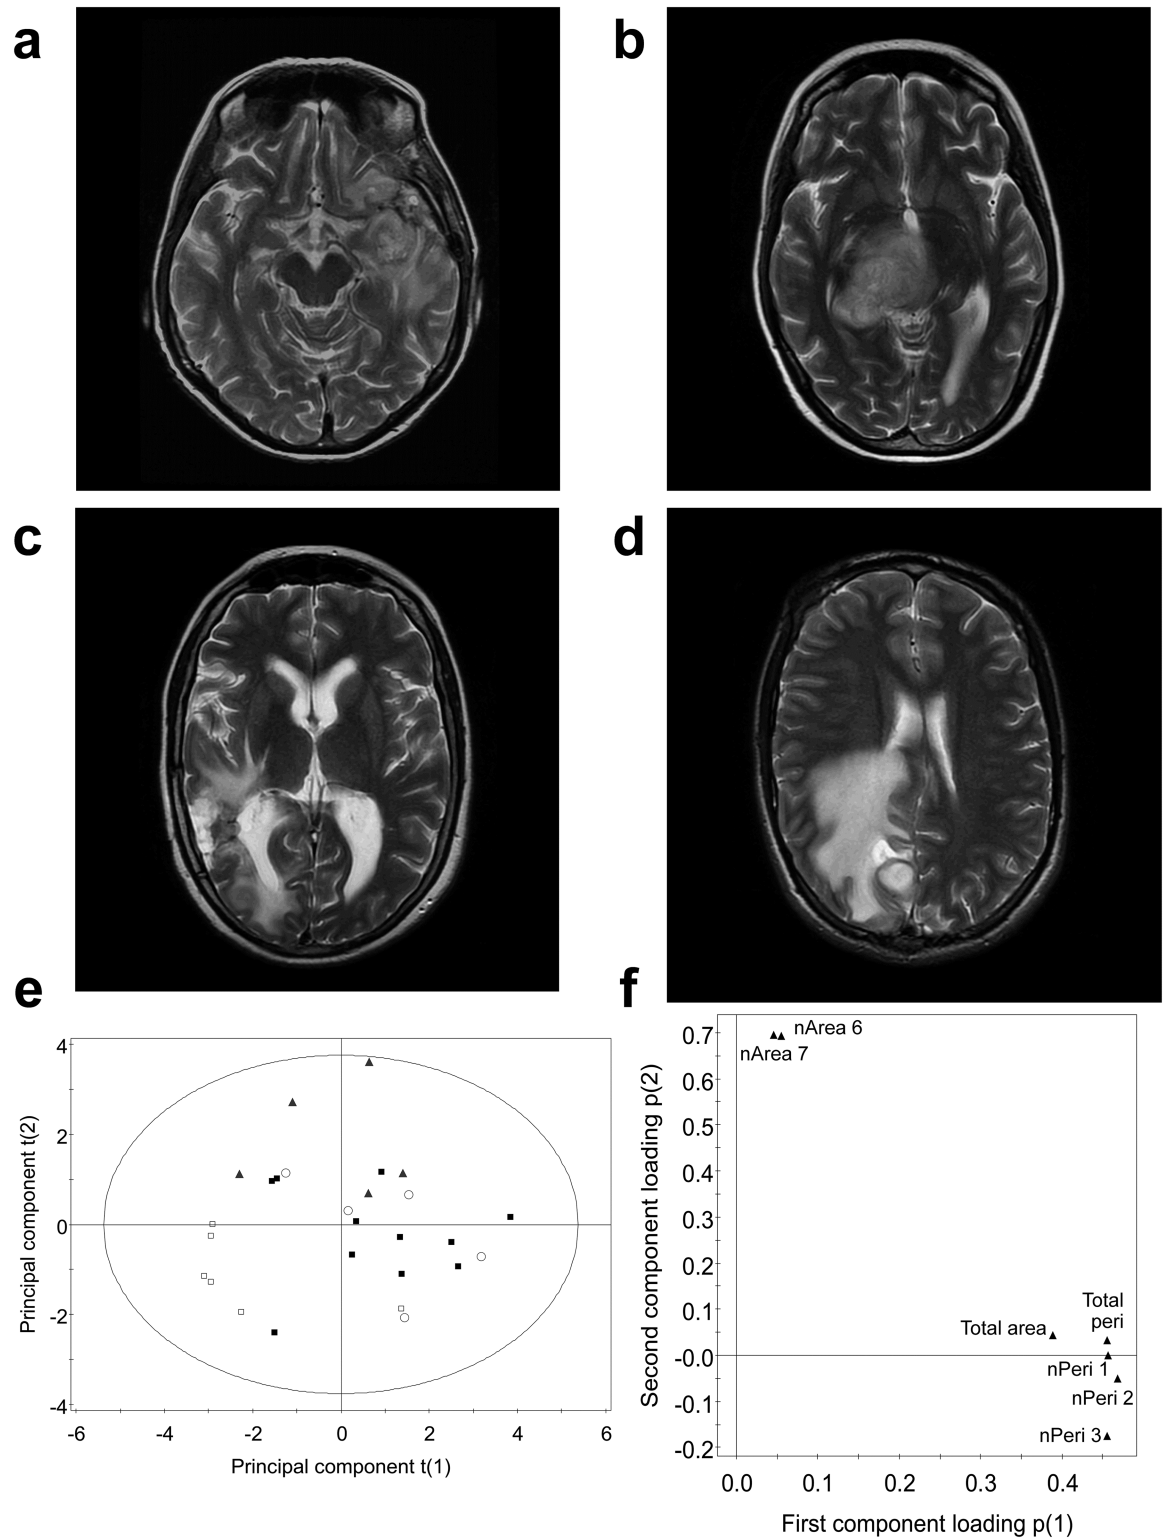 a
b
c
d
e
f
4
2
0
-2
-4
-6
-4
-2
0
2
4
6
Principal component t(2)
Principal component t(1)
0.7
0.6
0.5
0.4
0.3
0.2
0.1
-0.0
-0.1
-0.2
0.0
0.1
0.2
0.3
0.4
Second component loading p(2)
First component loading p(1)
nArea 6
nArea 7
Total
peri
Total area
nPeri 1
nPeri 2
nPeri 3